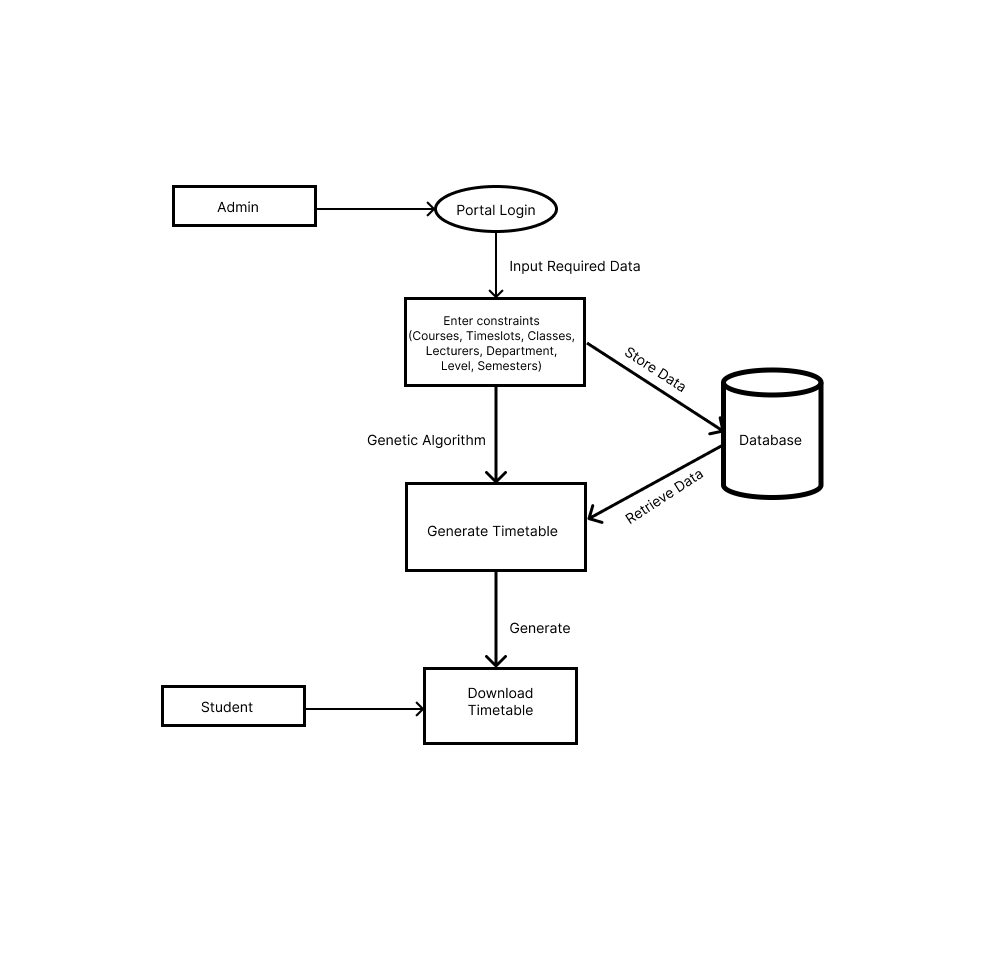 Admin
Portal Login
Input Required Data
Enter constraints
(Courses, Timeslots, Classes,
Lecturers, Department,
Level, Semesters)
Store Data
Genetic Algorithm
Database
Retrieve Data
Generate Timetable
Generate
Student
Download
Timetable